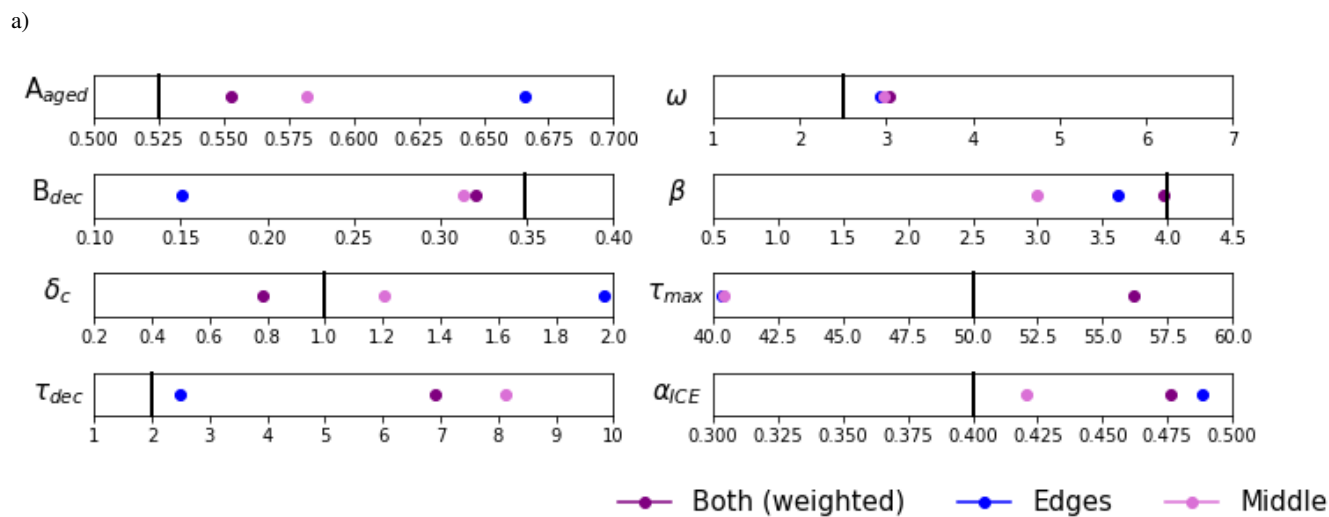 a)
A_aged
0.500 0.525 0.550 0.575 0.600 0.625 0.650 0.675 0.700
ω
1 2 3 4 5 6 7
B_dec
0.10 0.15 0.20 0.25 0.30 0.35 0.40
β
0.5 1.0 1.5 2.0 2.5 3.0 3.5 4.0 4.5
δ_c
0.2 0.4 0.6 0.8 1.0 1.2 1.4 1.6 1.8 2.0
τ_max
40.0 42.5 45.0 47.5 50.0 52.5 55.0 57.5 60.0
τ_dec
1 2 3 4 5 6 7 8 9 10
α_ICE
0.300 0.325 0.350 0.375 0.400 0.425 0.450 0.475 0.500
Both (weighted) Edges Middle